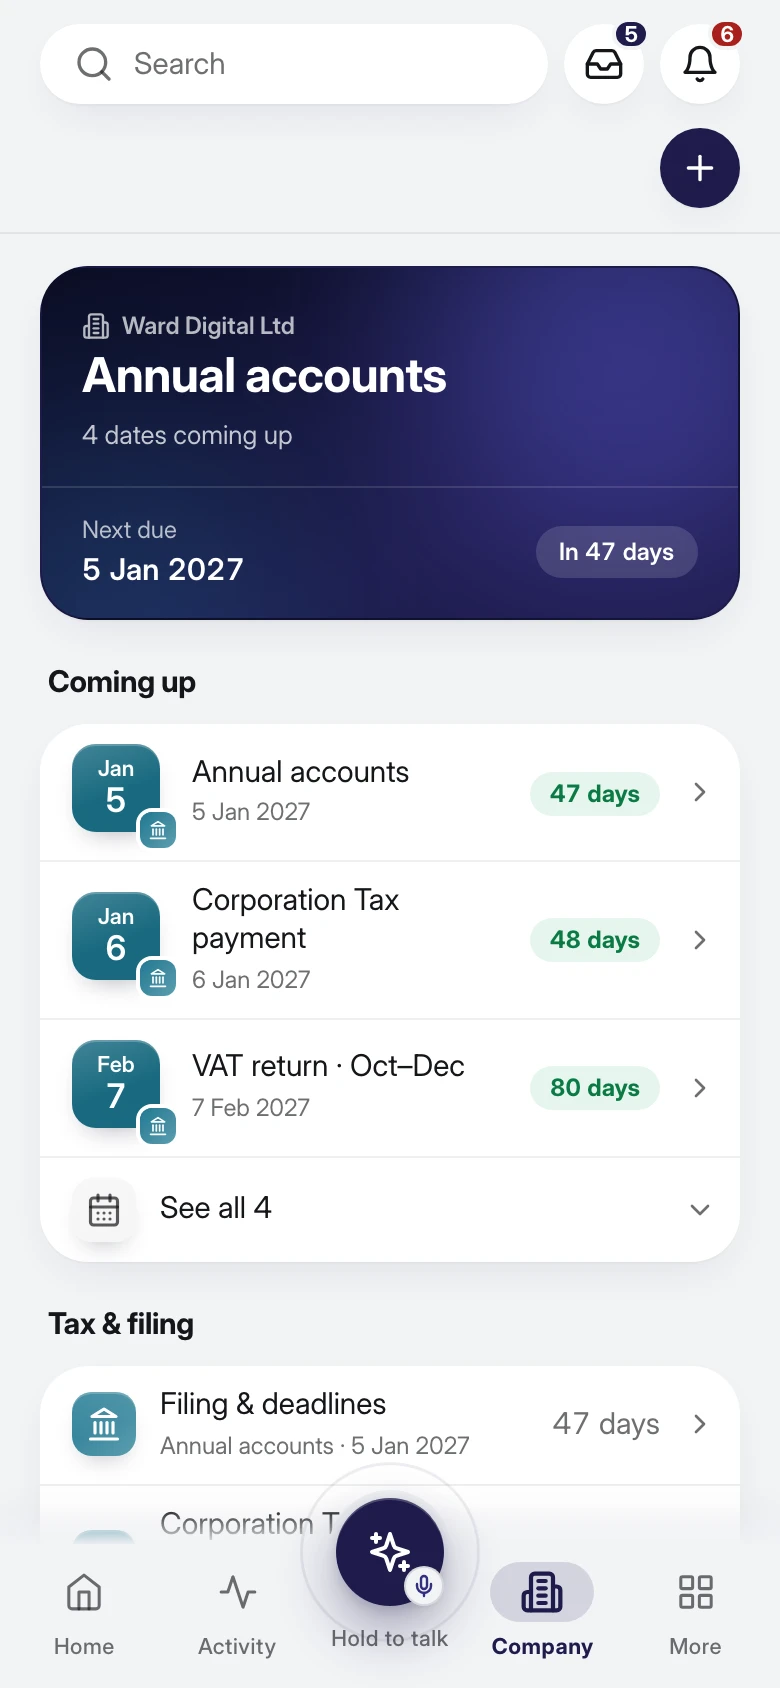 Search
5
6
Ward Digital Ltd
Annual accounts
4 dates coming up
Next due
5 Jan 2027
In 47 days
Coming up
Jan
5
Annual accounts
5 Jan 2027
47 days
Jan
6
Corporation Tax
payment
6 Jan 2027
48 days
Feb
7
VAT return · Oct–Dec
7 Feb 2027
80 days
See all 4
Tax & filing
Filing & deadlines
Annual accounts · 5 Jan 2027
47 days
Corporation T
Home
Activity
Hold to talk
Company
More